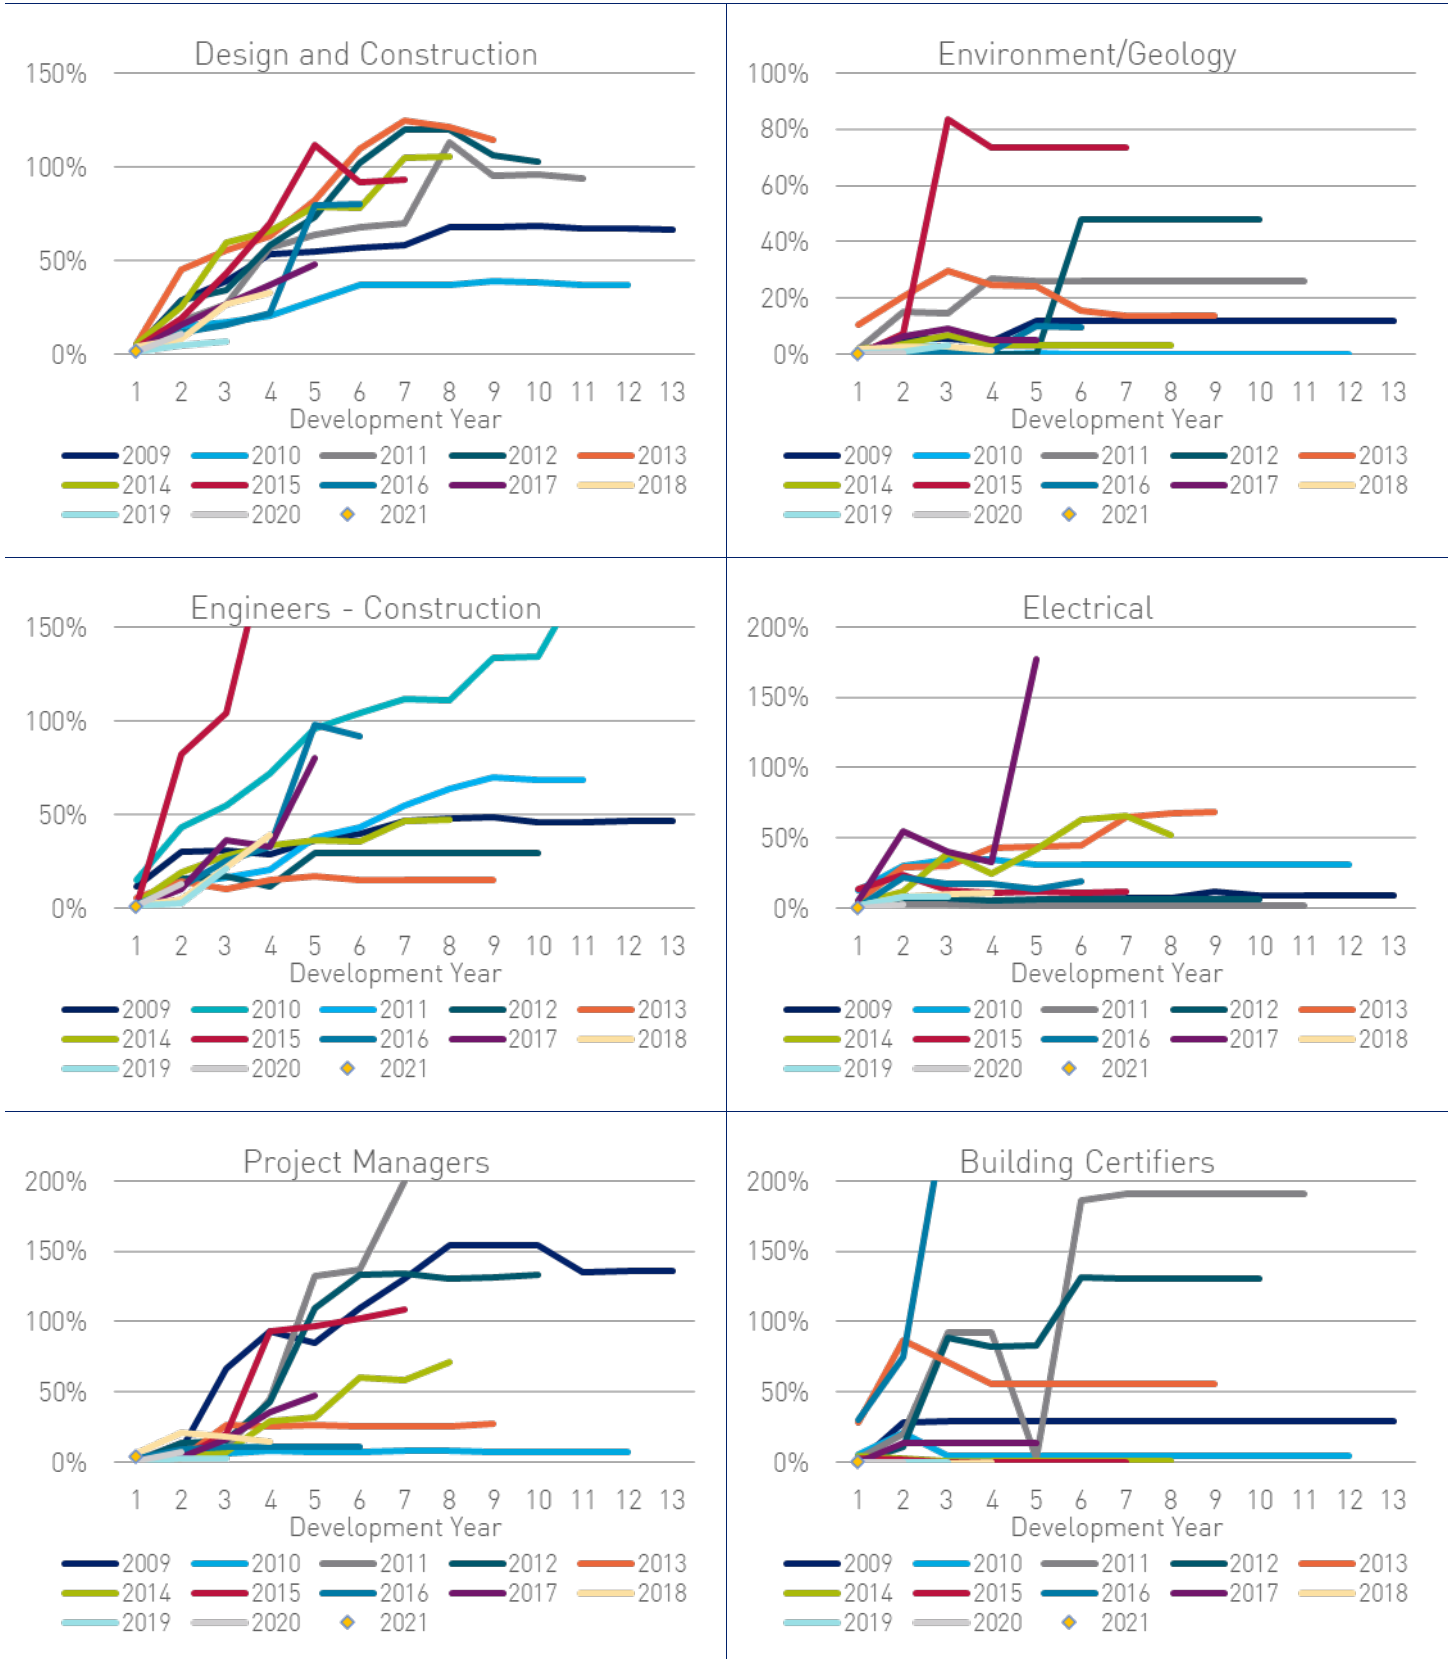 Design and Construction
150%
100%
50%
0%
1 2 3 4 5 6 7 8 9 10 11 12 13
Development Year
2009 2010 2011 2012 2013
2014 2015 2016 2017 2018
2019 2020 2021
Environment/Geology
100%
80%
60%
40%
20%
0%
1 2 3 4 5 6 7 8 9 10 11 12 13
Development Year
2009 2010 2011 2012 2013
2014 2015 2016 2017 2018
2019 2020 2021
Engineers - Construction
150%
100%
50%
0%
1 2 3 4 5 6 7 8 9 10 11 12 13
Development Year
2009 2010 2011 2012 2013
2014 2015 2016 2017 2018
2019 2020 2021
Electrical
200%
150%
100%
50%
0%
1 2 3 4 5 6 7 8 9 10 11 12 13
Development Year
2009 2010 2011 2012 2013
2014 2015 2016 2017 2018
2019 2020 2021
Project Managers
200%
150%
100%
50%
0%
1 2 3 4 5 6 7 8 9 10 11 12 13
Development Year
2009 2010 2011 2012 2013
2014 2015 2016 2017 2018
2019 2020 2021
Building Certifiers
200%
150%
100%
50%
0%
1 2 3 4 5 6 7 8 9 10 11 12 13
Development Year
2009 2010 2011 2012 2013
2014 2015 2016 2017 2018
2019 2020 2021